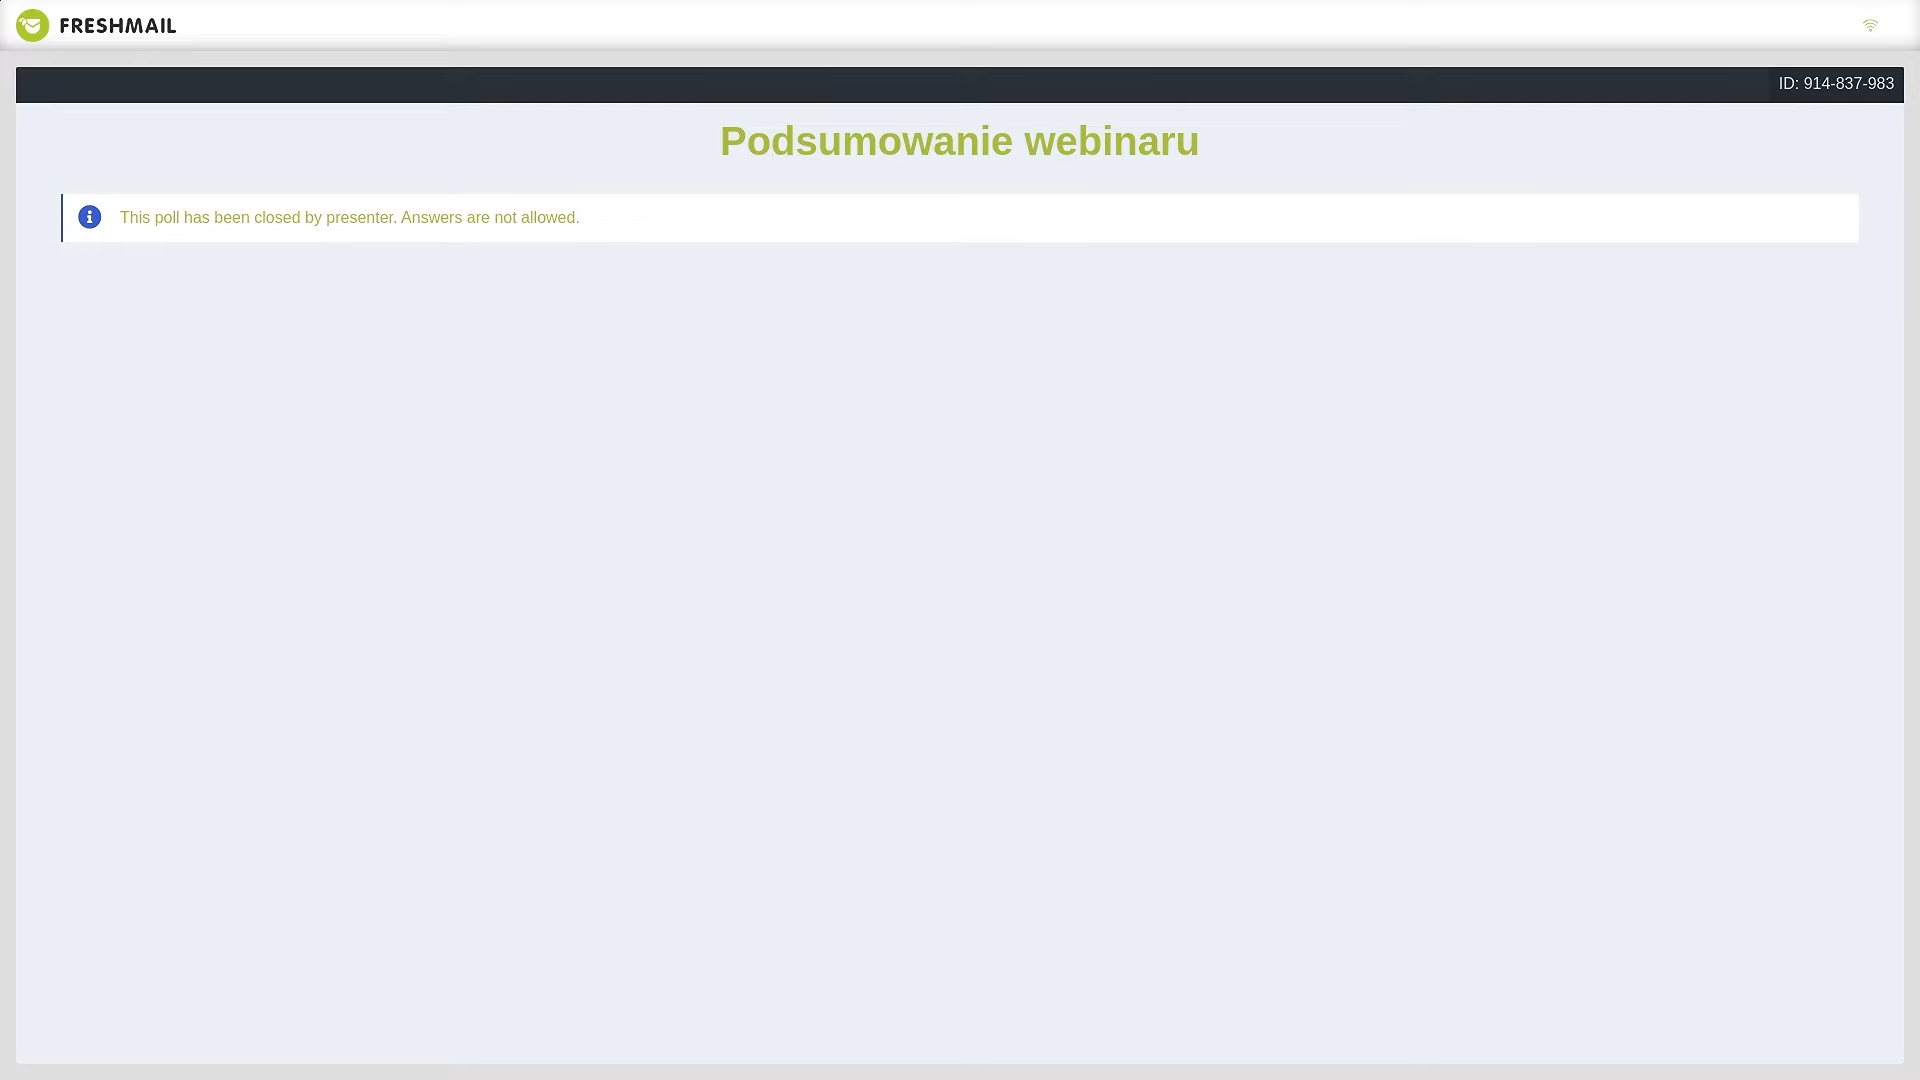 FRESHMAIL
ID: 914-837-983
Podsumowanie webinaru
This poll has been closed by presenter. Answers are not allowed.